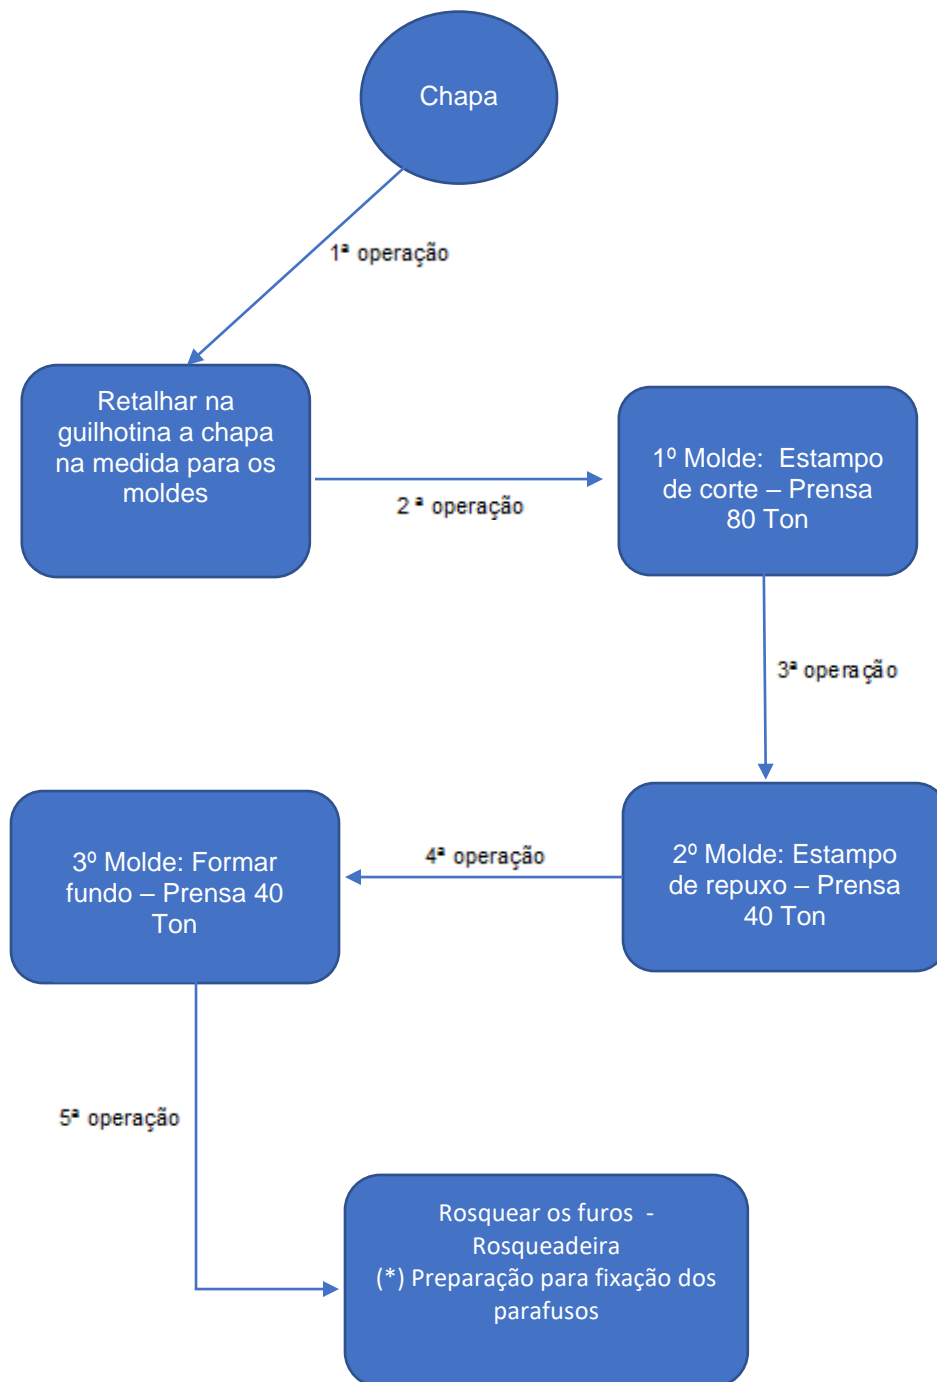 Chapa
1ª operação
Retalhar na
guilhotina a chapa
na medida para os
moldes
2 ª operação
1º Molde: Estampo
de corte – Prensa
80 Ton
3ª operação
2º Molde: Estampo
de repuxo – Prensa
40 Ton
4ª operação
3º Molde: Formar
fundo – Prensa 40
Ton
5ª operação
Rosquear os furos -
Rosqueadeira
(*) Preparação para fixação dos
parafusos